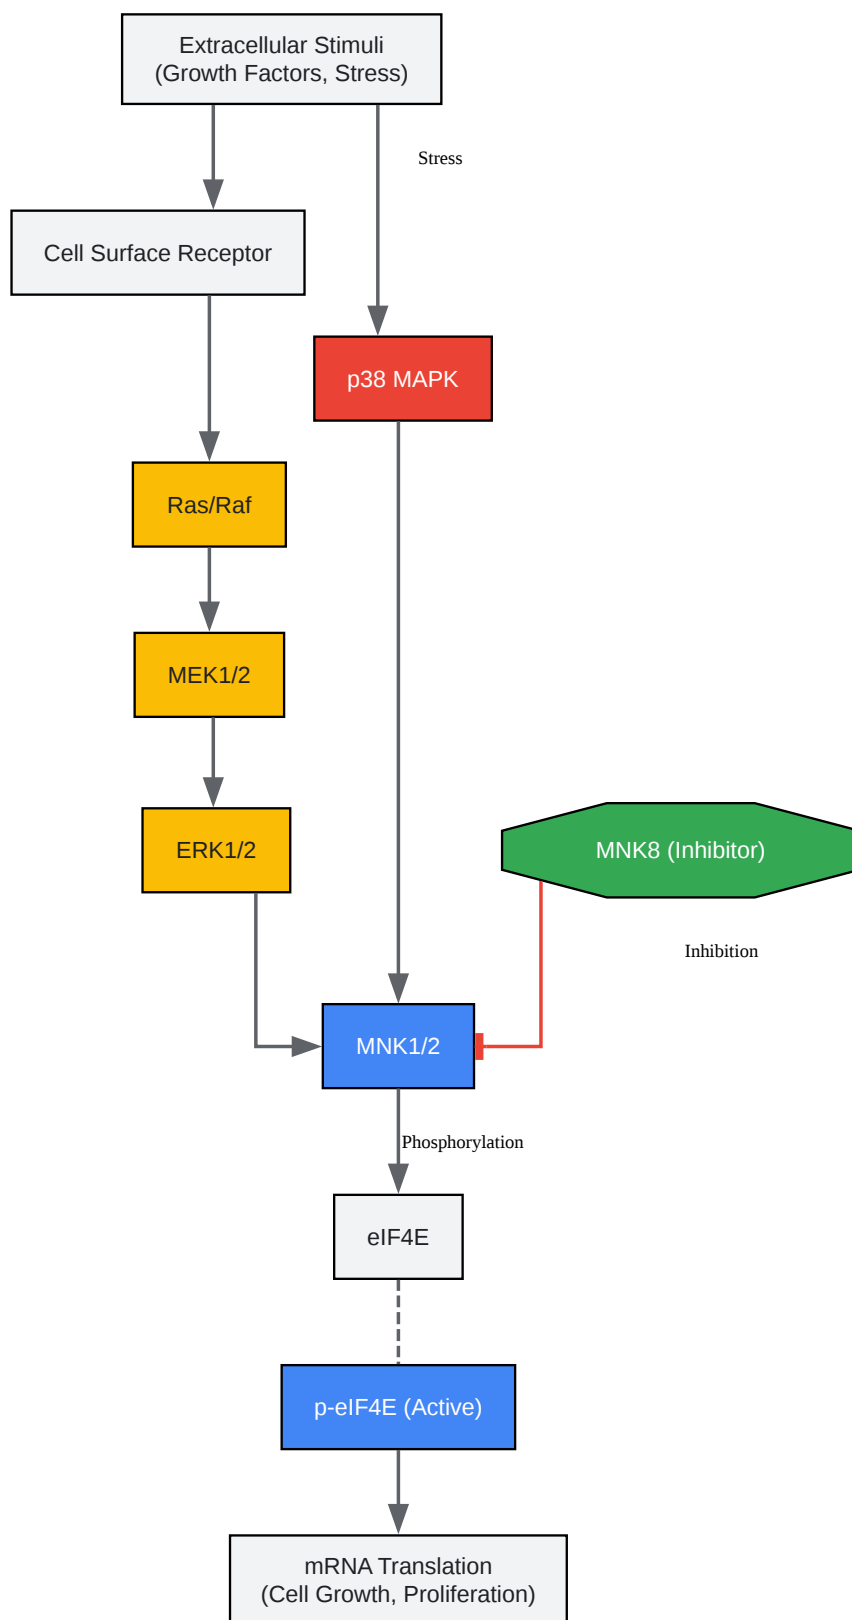 Extracellular Stimuli
(Growth Factors, Stress)
Stress
Cell Surface Receptor
p38 MAPK
Ras/Raf
MEK1/2
ERK1/2
MNK8 (Inhibitor)
Inhibition
MNK1/2
Phosphorylation
eIF4E
p-eIF4E (Active)
mRNA Translation
(Cell Growth, Proliferation)